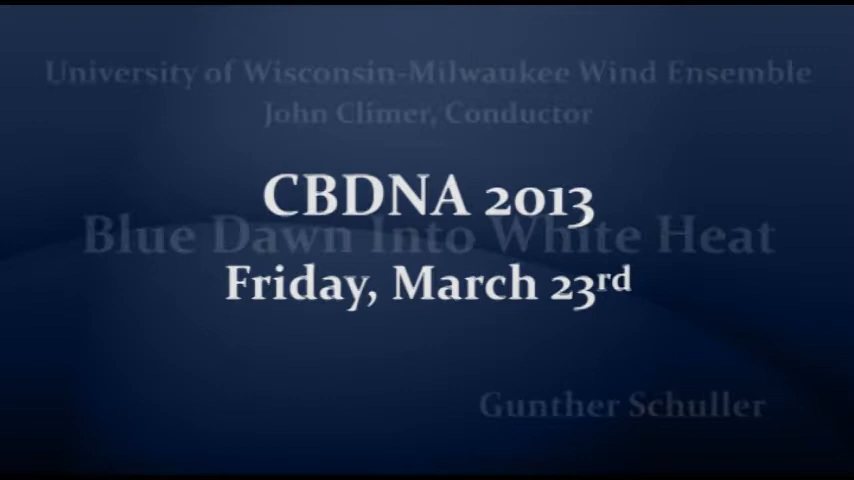 University of Wisconsin-Milwaukee Wind Ensemble
John Climer, Conductor
CBDNA 2013
Blue Dawn Into White Heat
Friday, March 23rd
Gunther Schuller